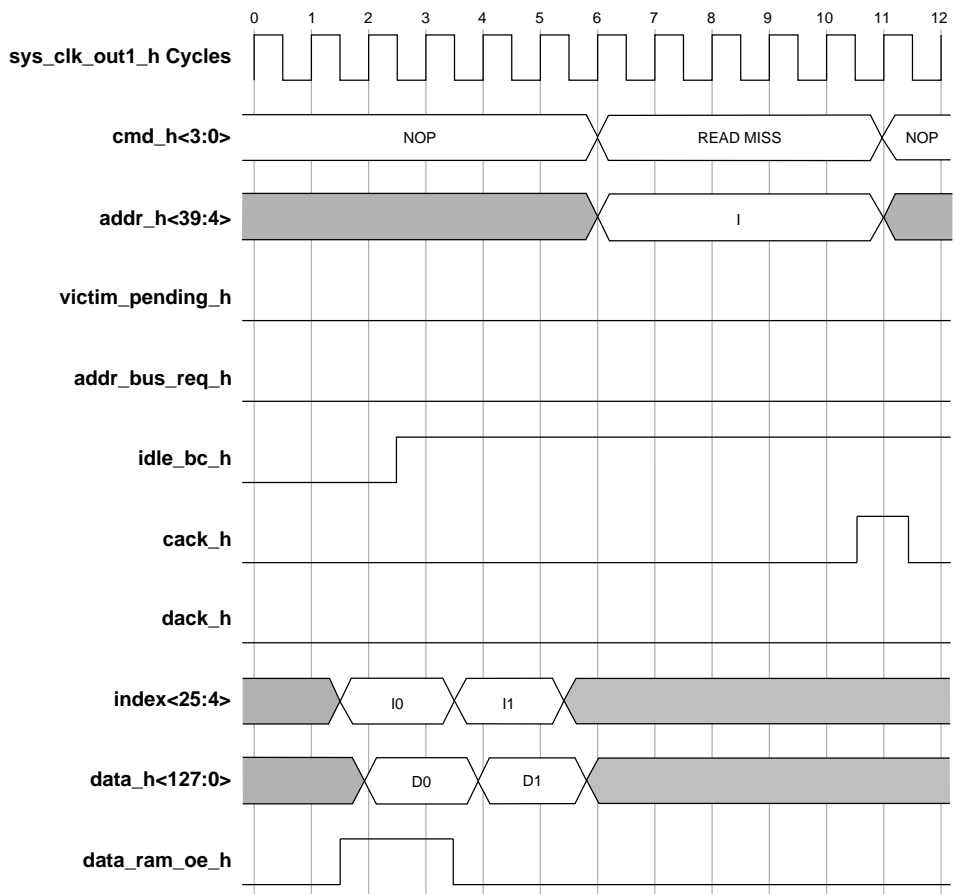 0 1 2 3 4 5 6 7 8 9 10 11 12
sys_clk_out1_h Cycles
cmd_h<3:0> NOP READ MISS NOP
addr_h<39:4> I
victim_pending_h
addr_bus_req_h
idle_bc_h
cack_h
dack_h
index<25:4> I0 I1
data_h<127:0> D0 D1
data_ram_oe_h